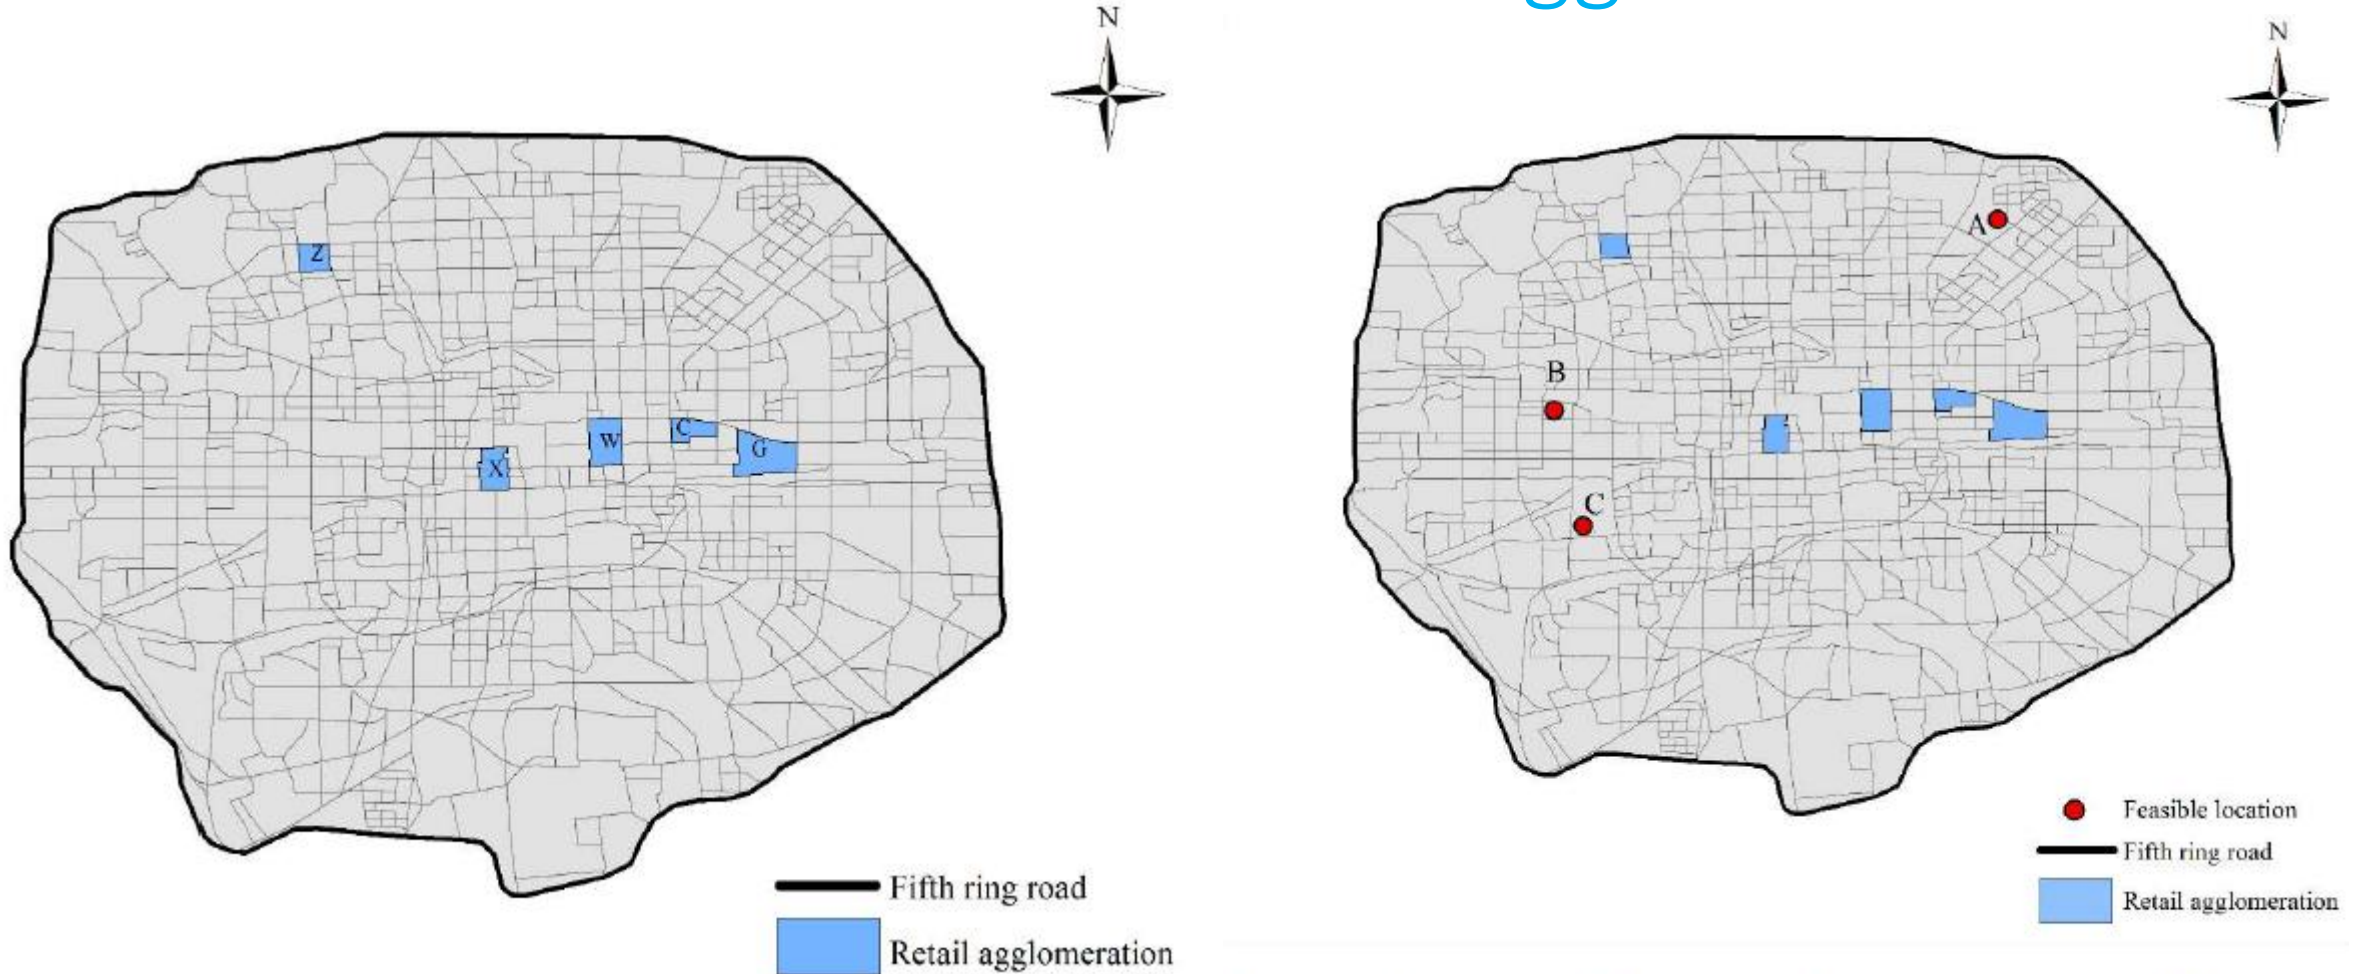 N
Z
W
C
G
X
Fifth ring road
Retail agglomeration
N
A
B
C
Feasible location
Fifth ring road
Retail agglomeration